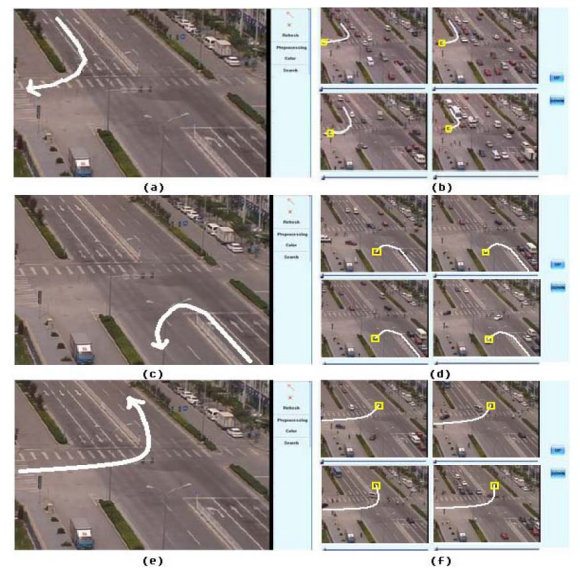 Refresh
Preprocessing
Color
Search
(a)
(b)
Refresh
Preprocessing
Color
Search
(c)
(d)
Refresh
Preprocessing
Color
Search
(e)
(f)